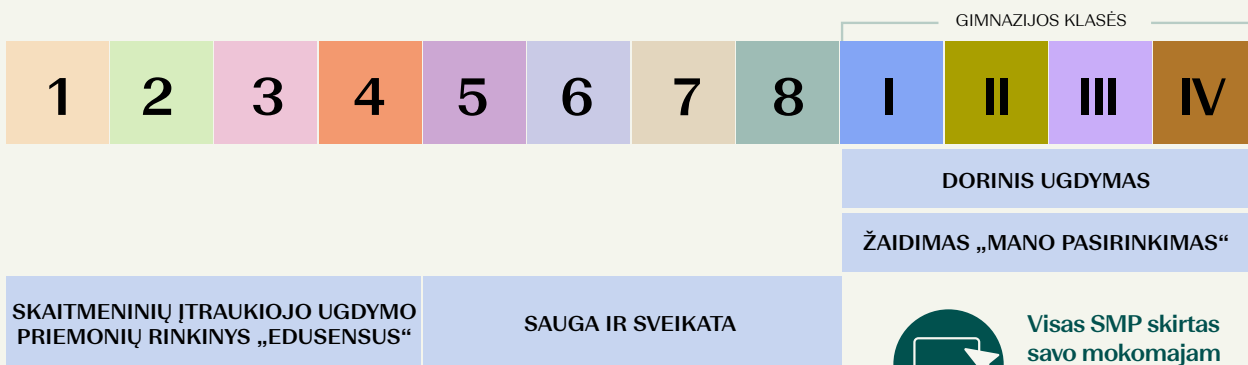 GIMNAZIJOS KLASĖS
1 2 3 4 5 6 7 8 I II III IV
DORINIS UGDYMAS
ŽAIDIMAS „MANO PASIRINKIMAS“
SKAITMENINIŲ ĮTRAUKIOJO UGDYMO
PRIEMONIŲ RINKINYS „EDUSENSUS“
SAUGA IR SVEIKATA
Visas SMP skirtas
savo mokomajam